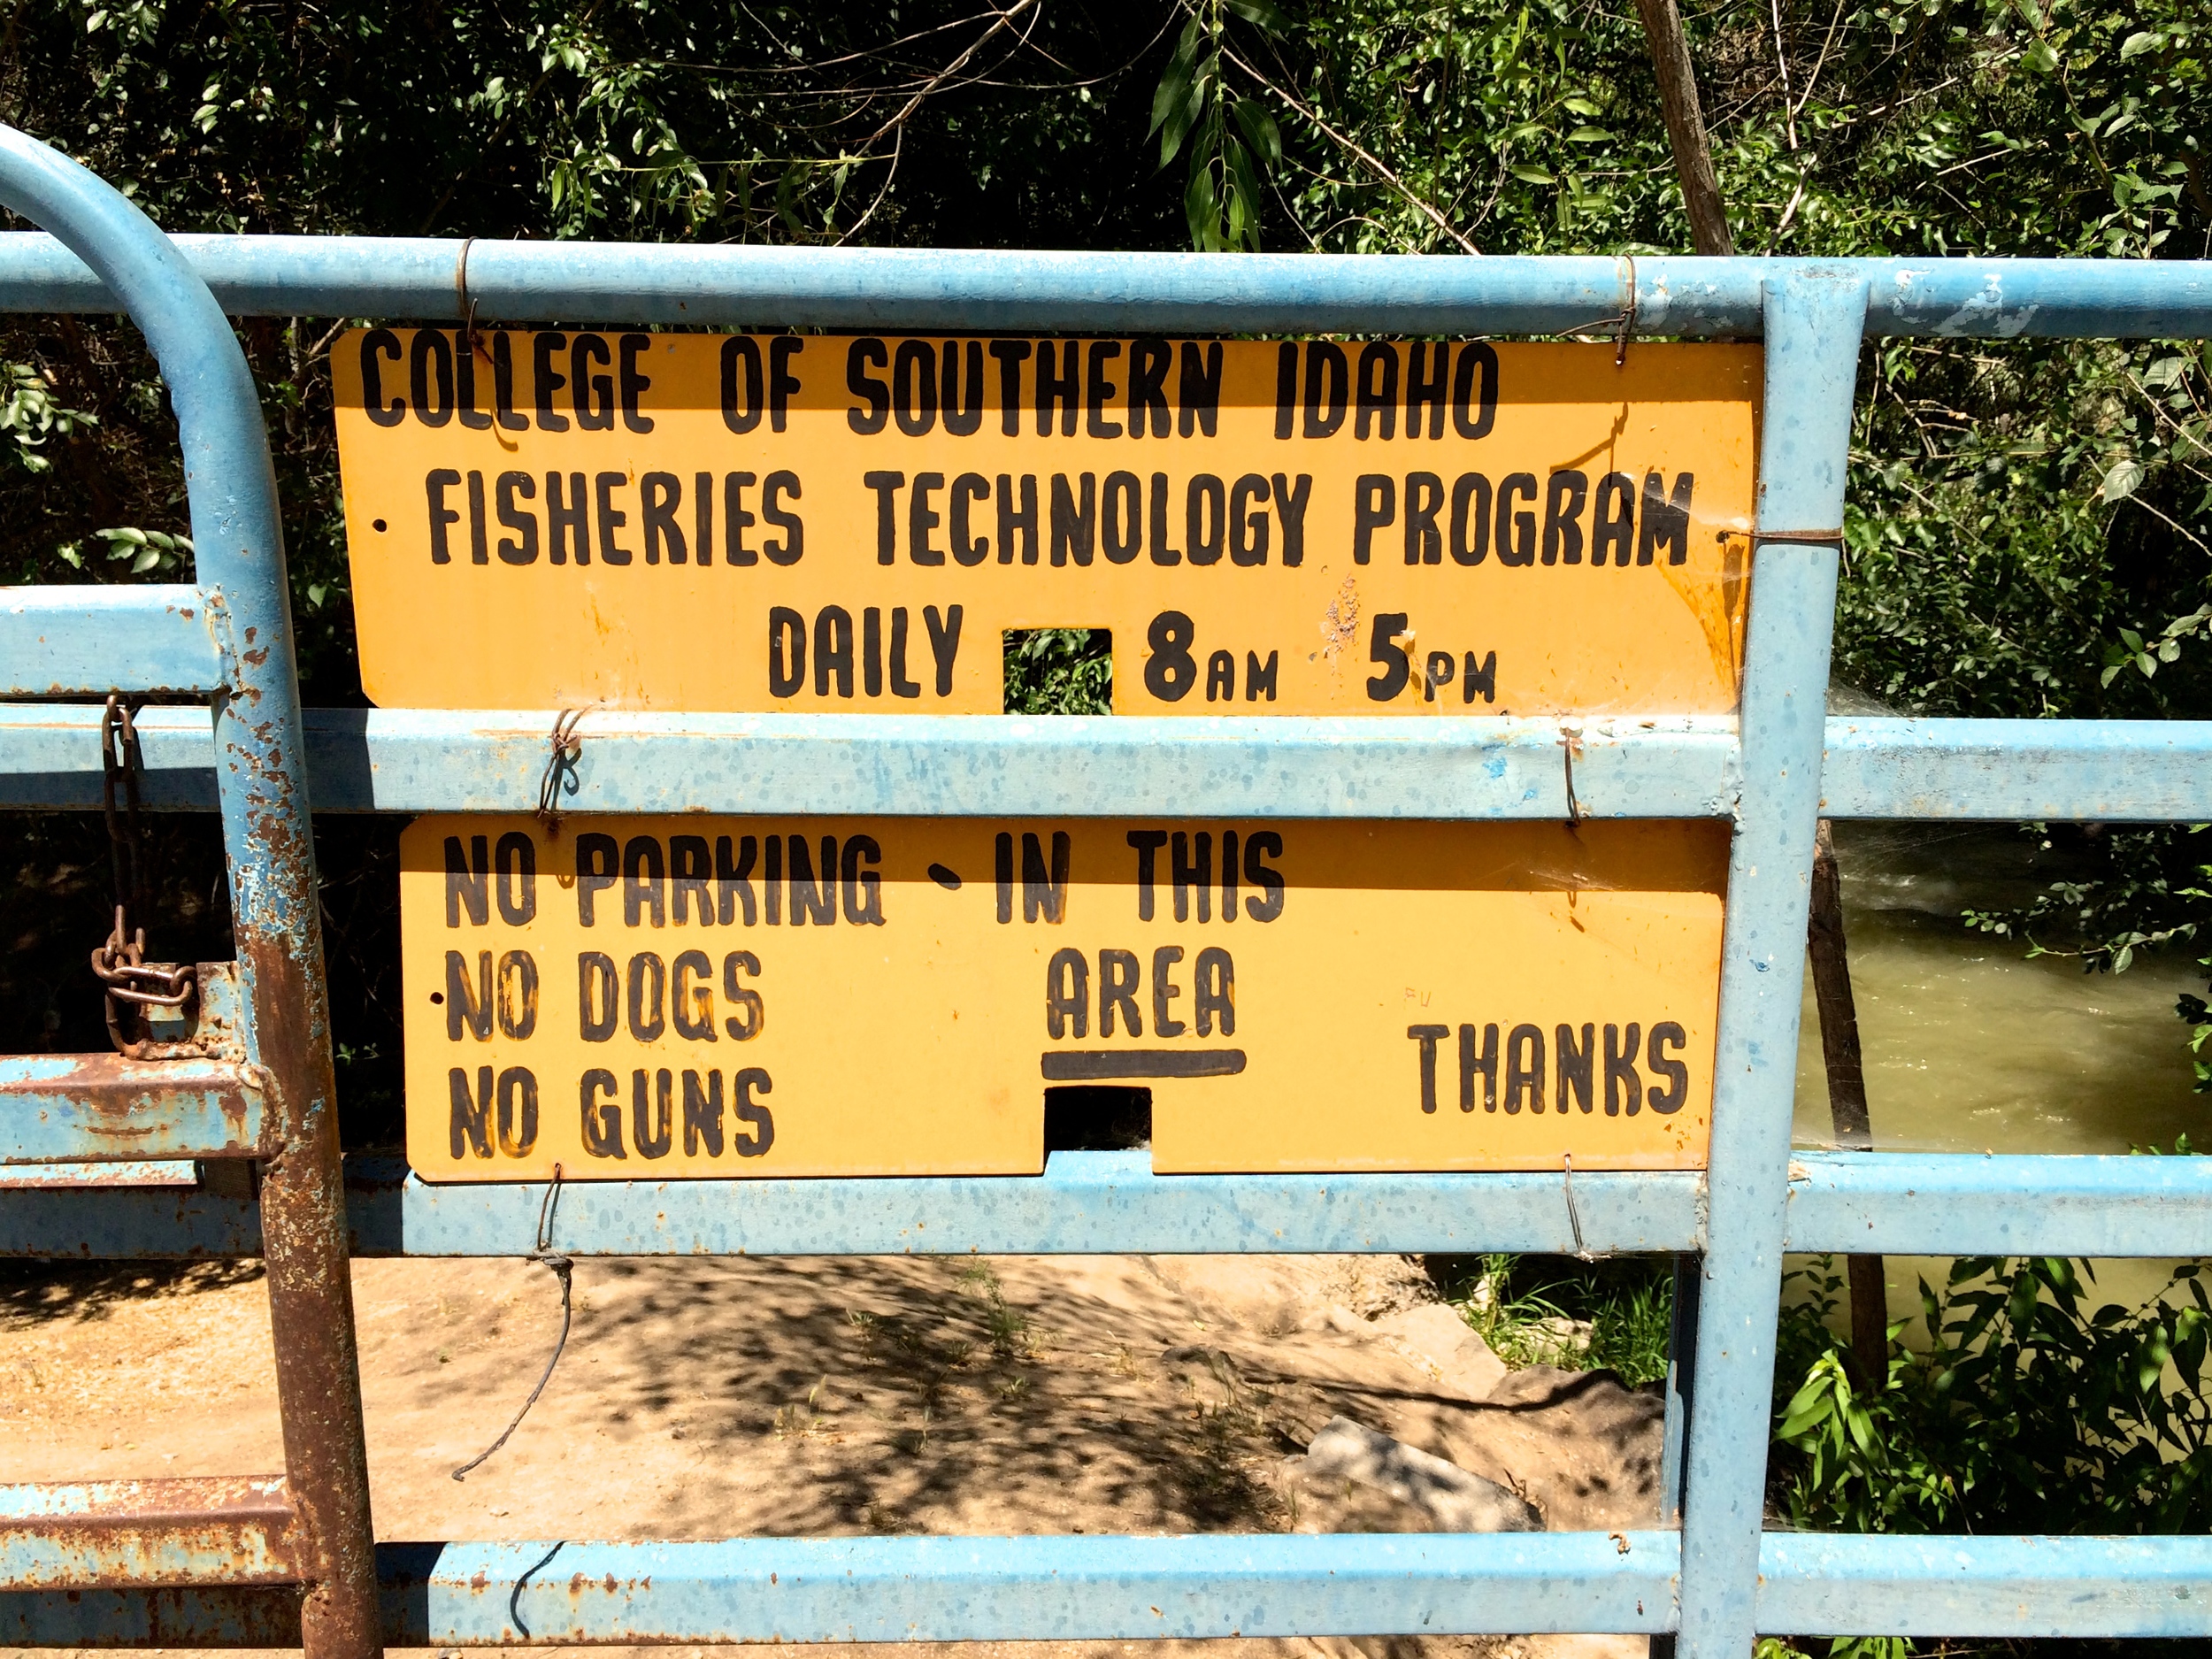 COLLEGE OF SOUTHERN IDAHO
FISHERIES TECHNOLOGY PROGRAM
DAILY 8AM 5PM
NO PARKING - IN THIS
NO DOGS AREA
NO GUNS THANKS